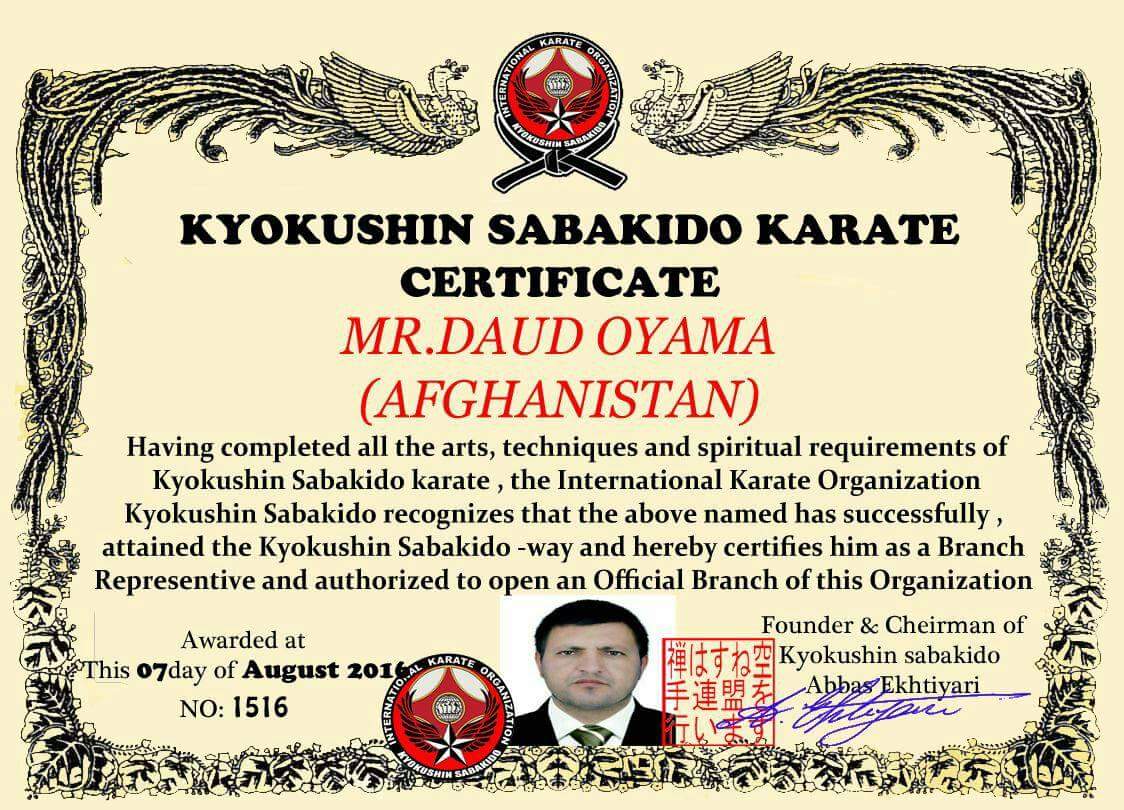 INTERNATIONAL KARATE ORGANIZATION
KYOKUSHIN SABAKIDO
KYOKUSHIN SABAKIDO KARATE
CERTIFICATE
MR.DAUD OYAMA
(AFGHANISTAN)
Having completed all the arts, techniques and spiritual requirements of
Kyokushin Sabakido karate , the International Karate Organization
Kyokushin Sabakido recognizes that the above named has successfully ,
attained the Kyokushin Sabakido -way and hereby certifies him as a Branch
Representive and authorized to open an Official Branch of this Organization
Awarded at
This 07day of August 2016
NO: 1516
INTERNATIONAL KARATE ORGANIZATION
KYOKUSHIN SABAKIDO
禅はすね空
手連盟を
行います
Founder & Cheirman of
Kyokushin sabakido
Abbas Ekhtiyari